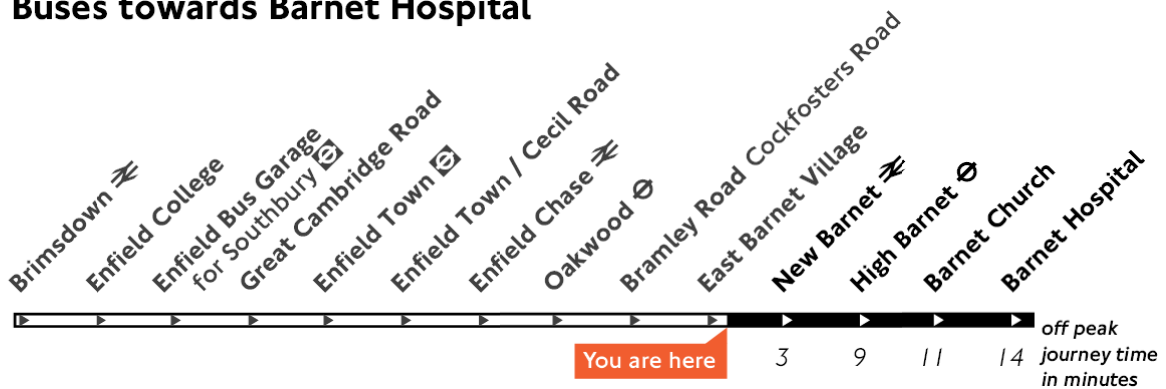 Buses towards Barnet Hospital
Brimsdown
Enfield College
Enfield Bus Garage
for Southbury
Great Cambridge Road
Enfield Town
Enfield Town / Cecil Road
Enfield Chase
Oakwood
Bramley Road Cockfosters Road
East Barnet Village
New Barnet
High Barnet
Barnet Church
Barnet Hospital
You are here
3 9 11 14
off peak
journey time
in minutes